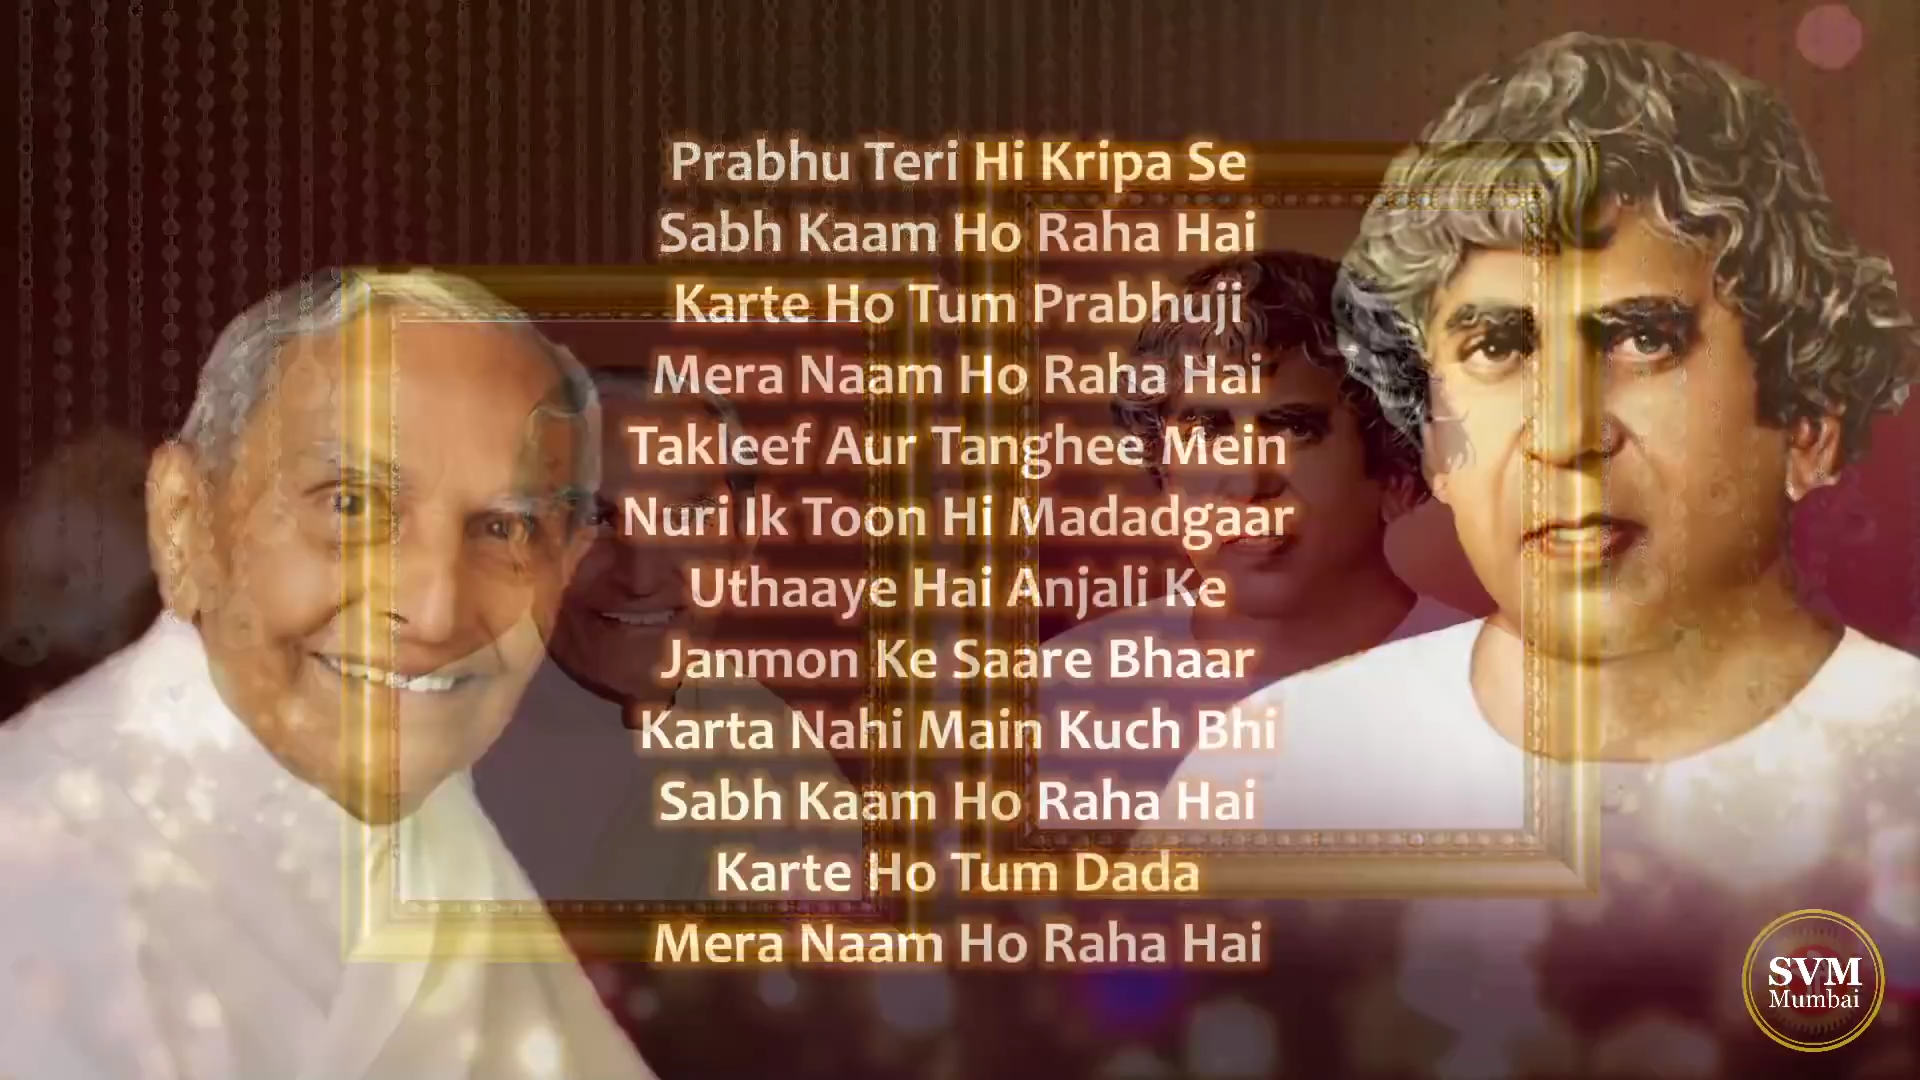 Prabhu Teri Hi Kripa Se
Sabh Kaam Ho Raha Hai
Karte Ho Tum Prabhuji
Mera Naam Ho Raha Hai
Takleef Aur Tanghee Mein
Nuri Ik Toon Hi Madadgaar
Uthaaye Hai Anjali Ke
Janmon Ke Saare Bhaar
Karta Nahi Main Kuch Bhi
Sabh Kaam Ho Raha Hai
Karte Ho Tum Dada
Mera Naam Ho Raha Hai
SVM
Mumbai